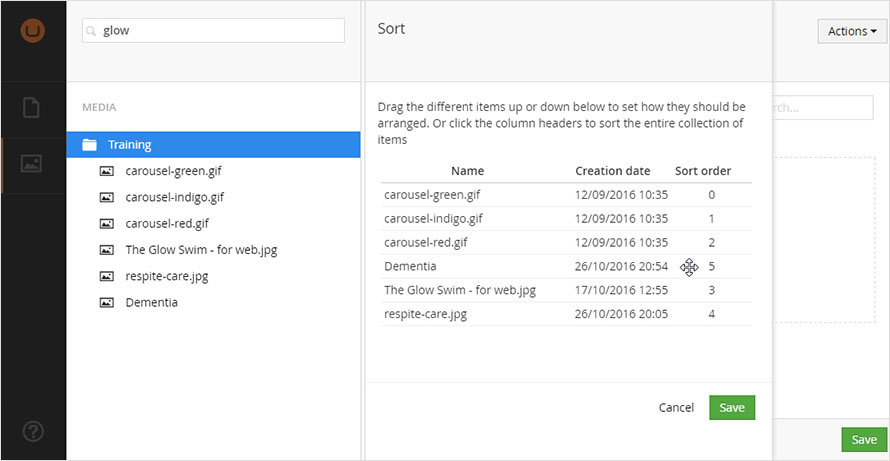 glow
MEDIA
Training
carousel-green.gif
carousel-indigo.gif
carousel-red.gif
The Glow Swim - for web.jpg
respite-care.jpg
Dementia
Sort
Drag the different items up or down below to set how they should be
arranged. Or click the column headers to sort the entire collection of
items
Name Creation date Sort order
carousel-green.gif 12/09/2016 10:35 0
carousel-indigo.gif 12/09/2016 10:35 1
carousel-red.gif 12/09/2016 10:35 2
Dementia 26/10/2016 20:54 5
The Glow Swim - for web.jpg 17/10/2016 12:55 3
respite-care.jpg 26/10/2016 20:05 4
Cancel Save
Actions
rch...
Save